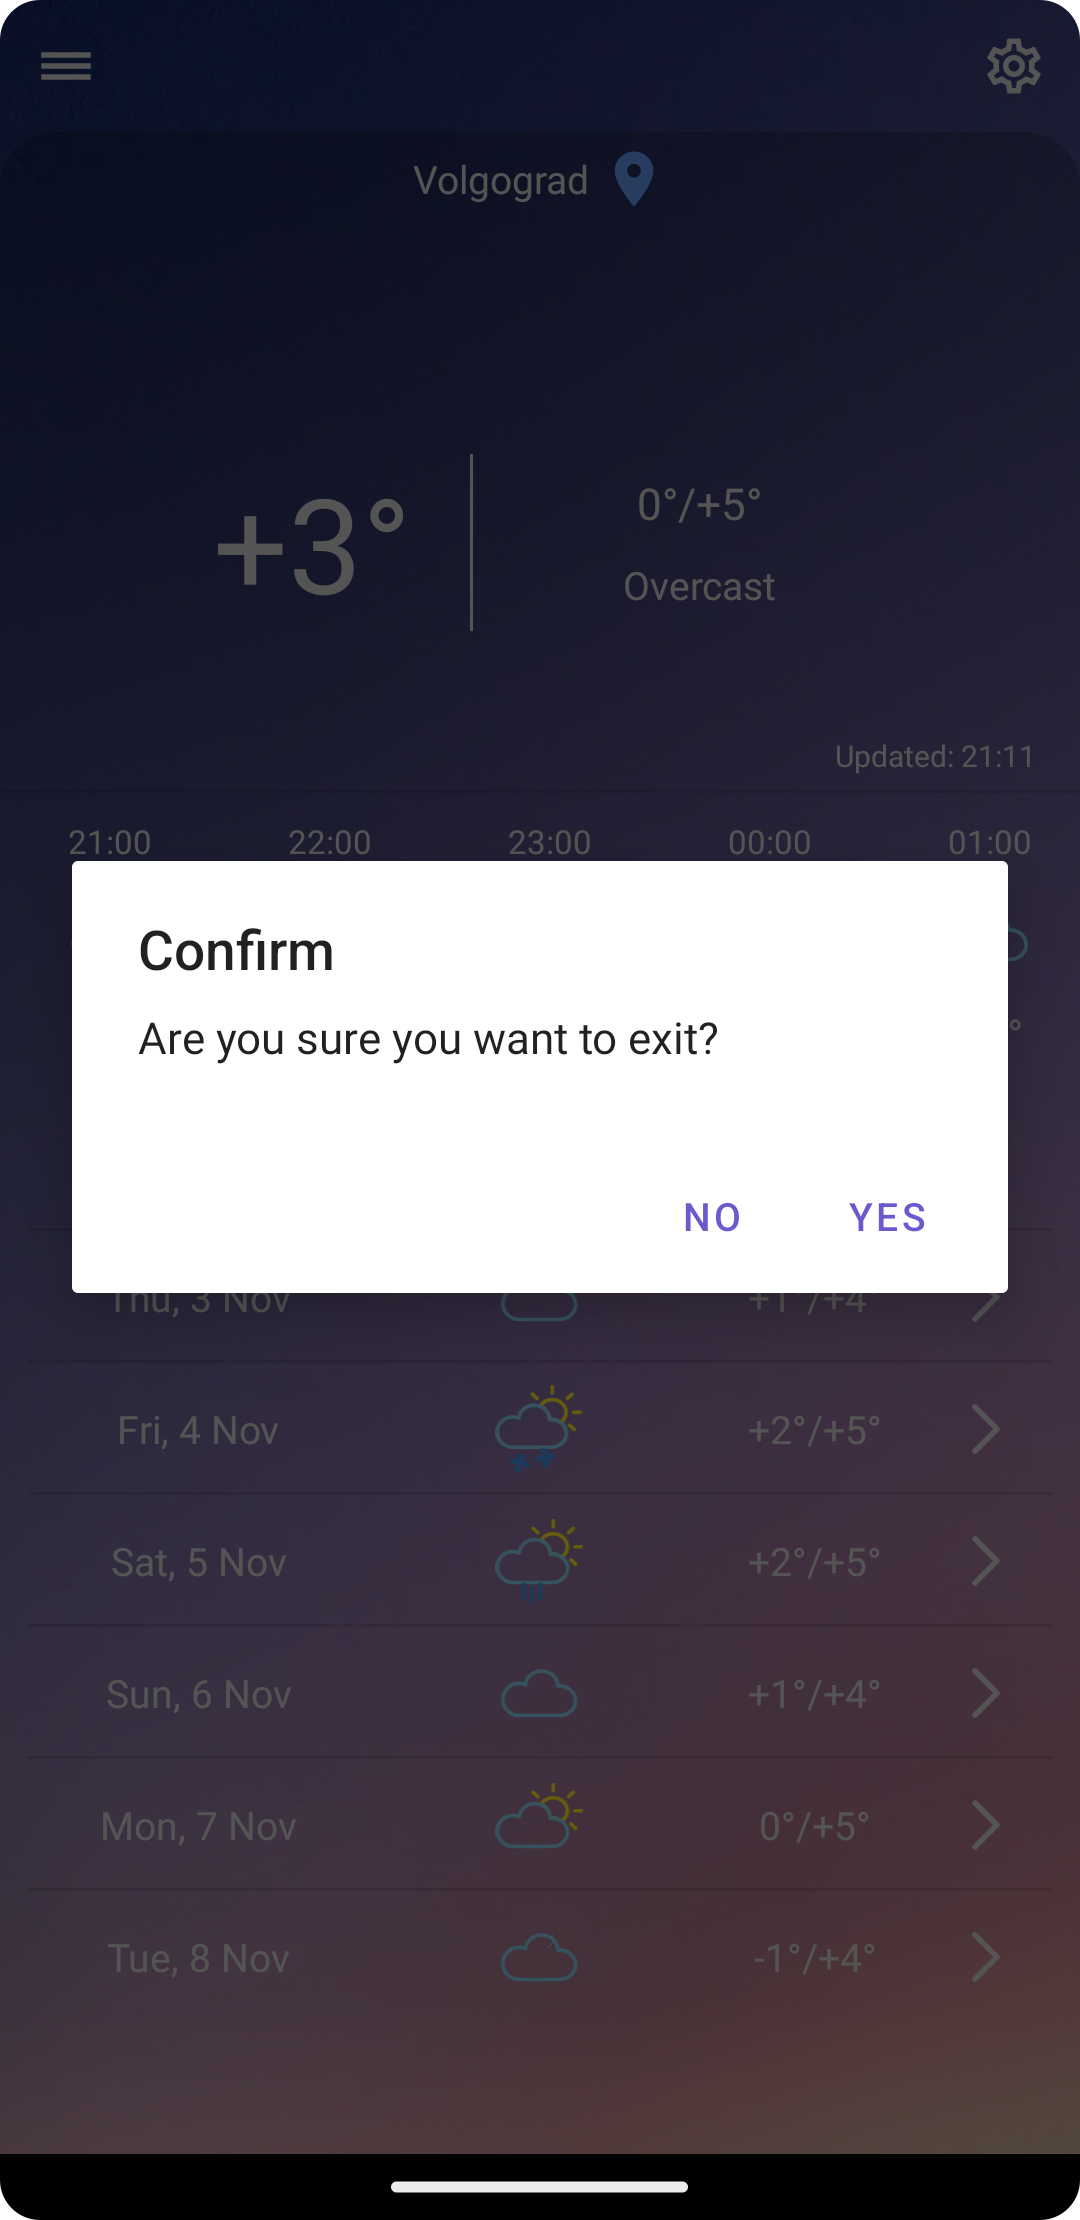 Volgograd
+3°
0°/+5°
Overcast
Updated: 21:11
21:00 22:00 23:00 00:00 01:00
Confirm
Are you sure you want to exit?
NO YES
Thu, 3 Nov +1°/+4°
Fri, 4 Nov +2°/+5°
Sat, 5 Nov +2°/+5°
Sun, 6 Nov +1°/+4°
Mon, 7 Nov 0°/+5°
Tue, 8 Nov -1°/+4°